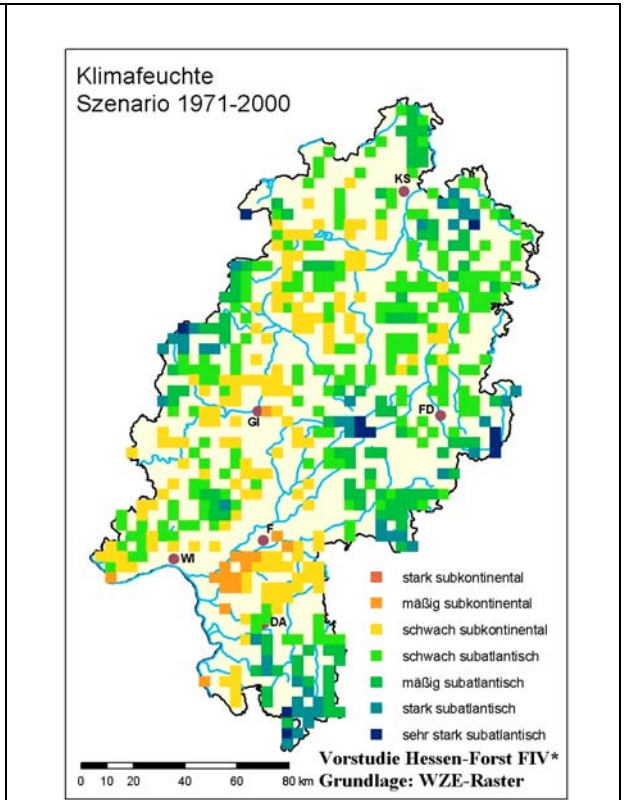 Klimafeuchte
Szenario 1971-2000
KS
GI
FD
F
WI
DA
stark subkontinental
mäßig subkontinental
schwach subkontinental
schwach subatlantisch
mäßig subatlantisch
stark subatlantisch
sehr stark subatlantisch
Vorstudie Hessen-Forst FIV*
0 10 20 40 60 80 km Grundlage: WZE-Raster